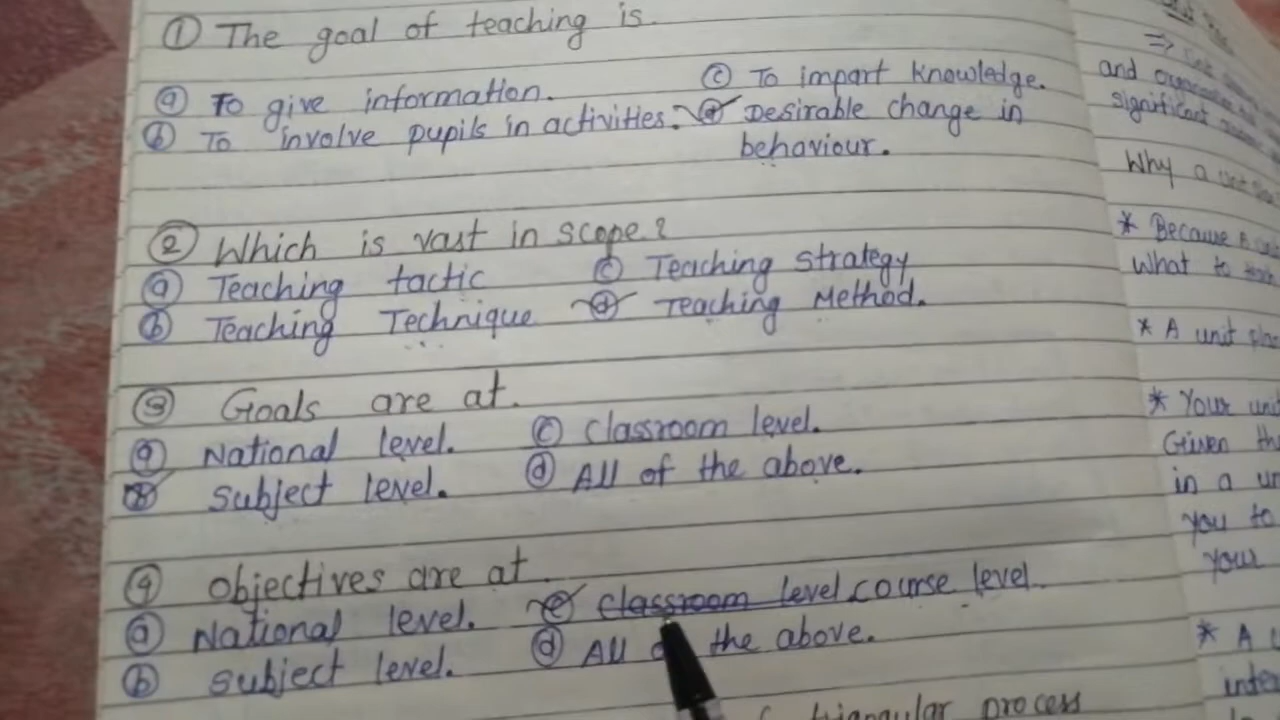 ① The goal of teaching is.
ⓐ To give information.
ⓒ To impart knowledge.
ⓑ To involve pupils in activities.
ⓓ Desirable change in
behaviour.
② Which is vast in scope?
ⓐ Teaching tactic
ⓒ Teaching strategy
ⓑ Teaching Technique
ⓓ Teaching Method.
③ Goals are at.
ⓐ National level.
ⓒ Classroom level.
ⓑ Subject level.
ⓓ All of the above.
④ Objectives are at.
ⓐ National level.
ⓒ Classroom level course level.
ⓑ Subject level.
ⓓ All the above.
triangular process
⇒
and
significant
Why a
* Because
What to
* A unit
* Your
Given
in a
you to
your
* A